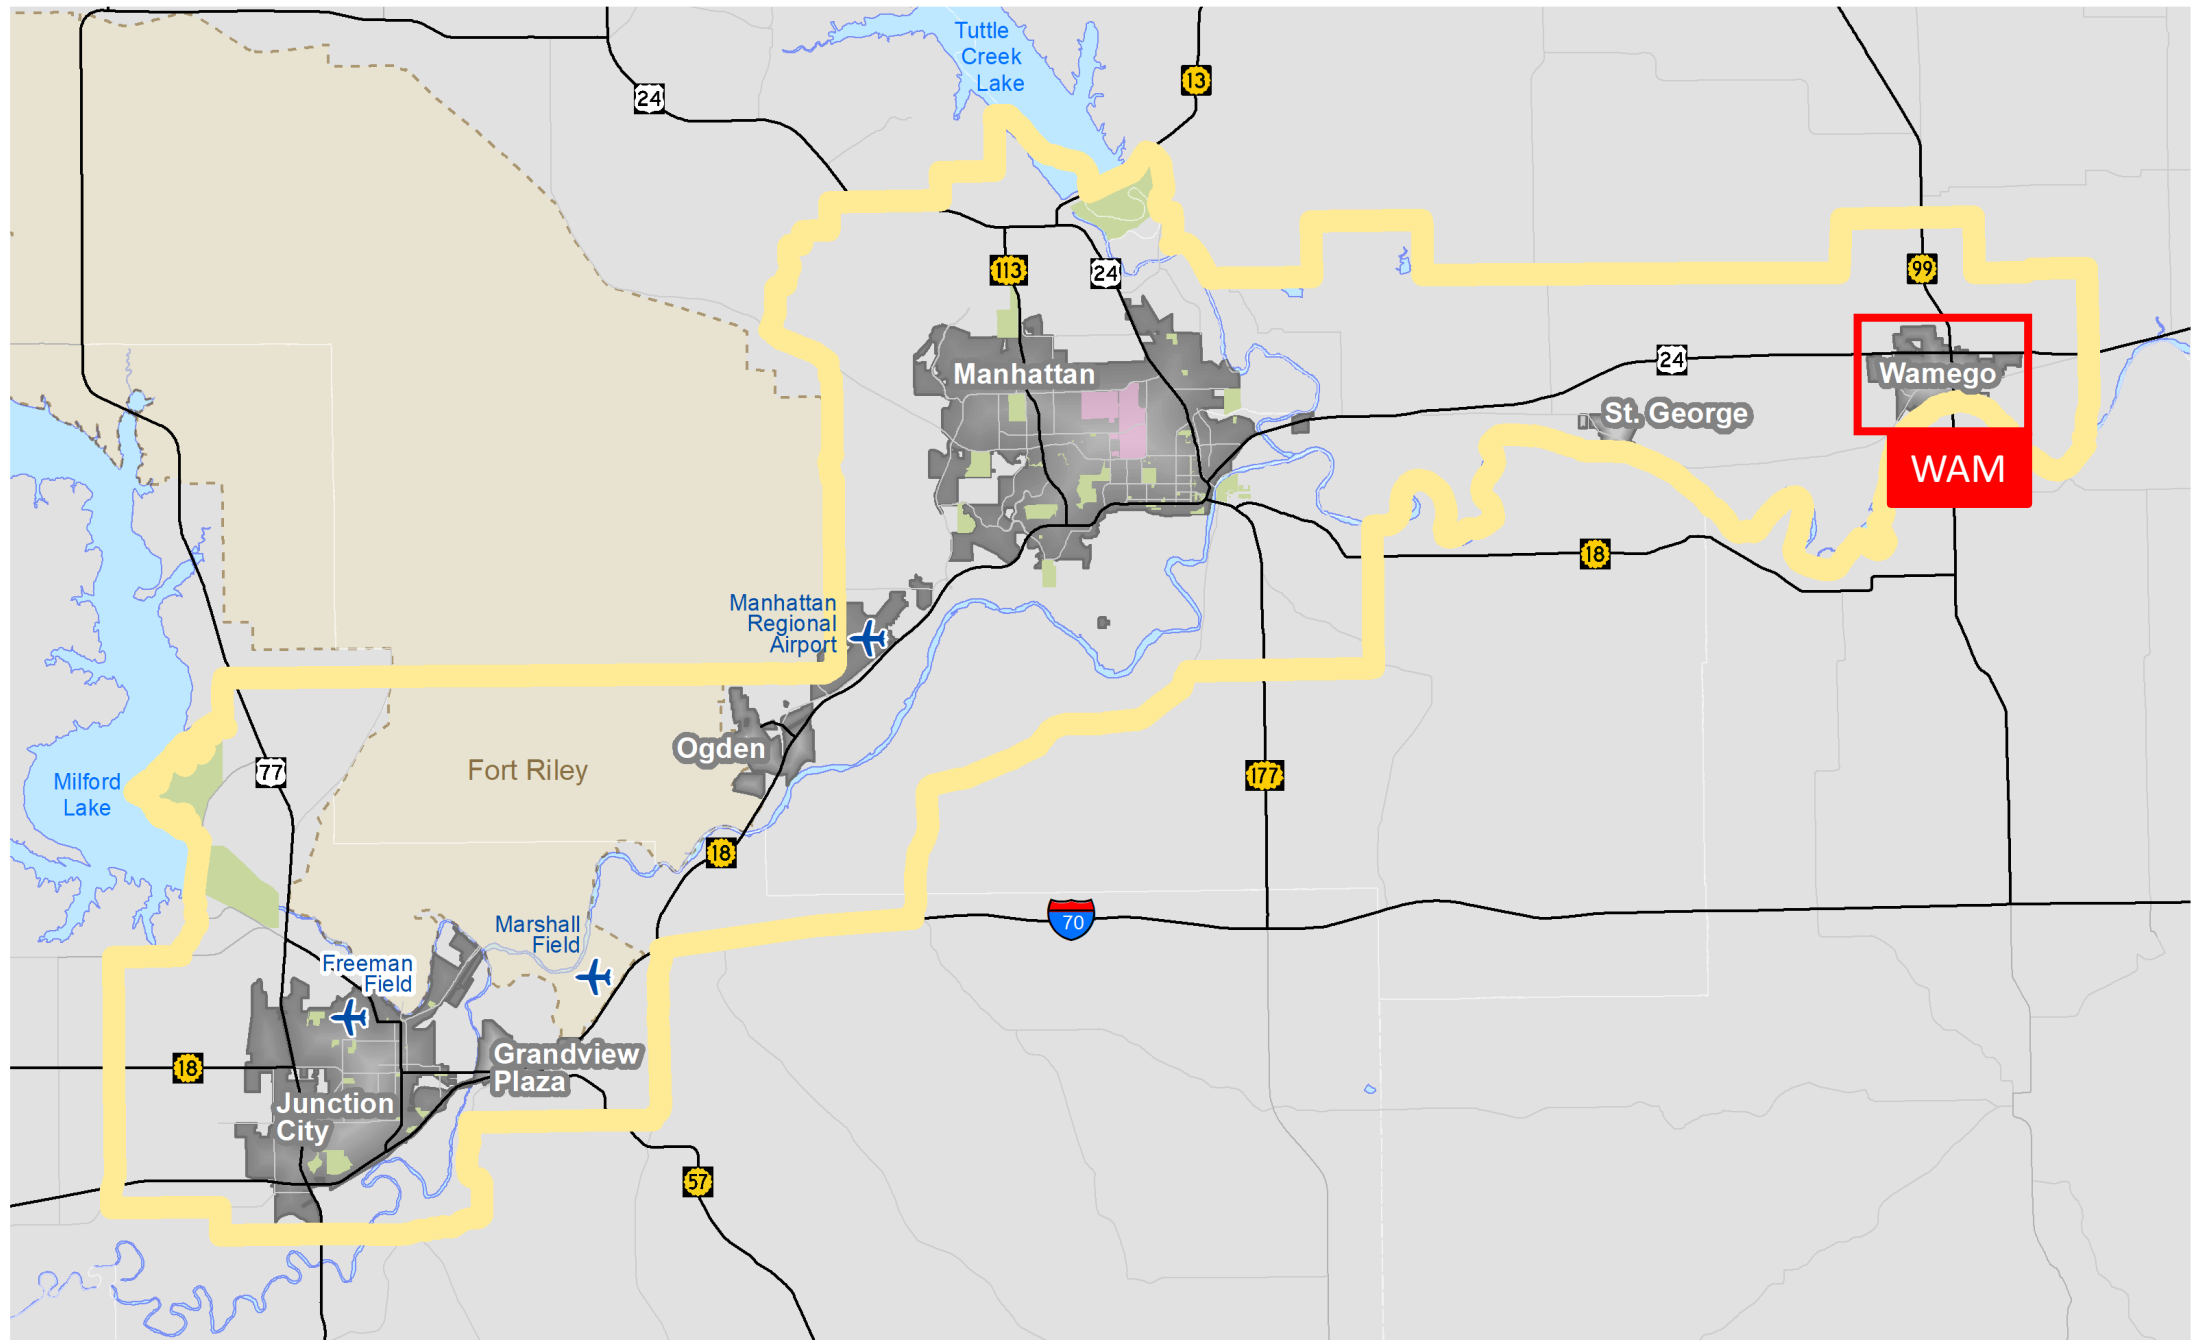 Tuttle
Creek
Lake
13
24
113
24
99
Manhattan
24
Wamego
St. George
WAM
18
Manhattan
Regional
Airport
Ogden
Fort Riley
77
Milford
Lake
177
18
70
Marshall
Field
Freeman
Field
18
Grandview
Plaza
Junction
City
57